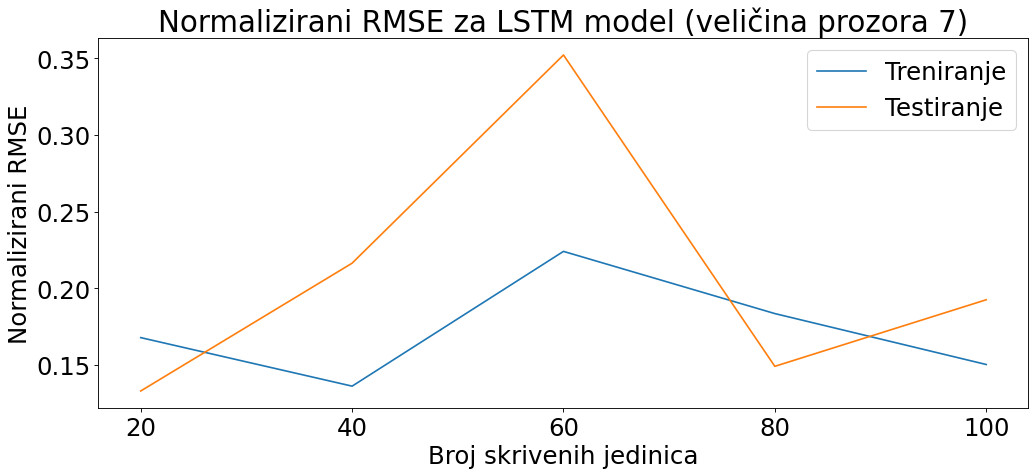 Normalizirani RMSE za LSTM model (veličina prozora 7)
Treniranje
Testiranje
Normalizirani RMSE
0.35
0.30
0.25
0.20
0.15
20 40 60 80 100
Broj skrivenih jedinica